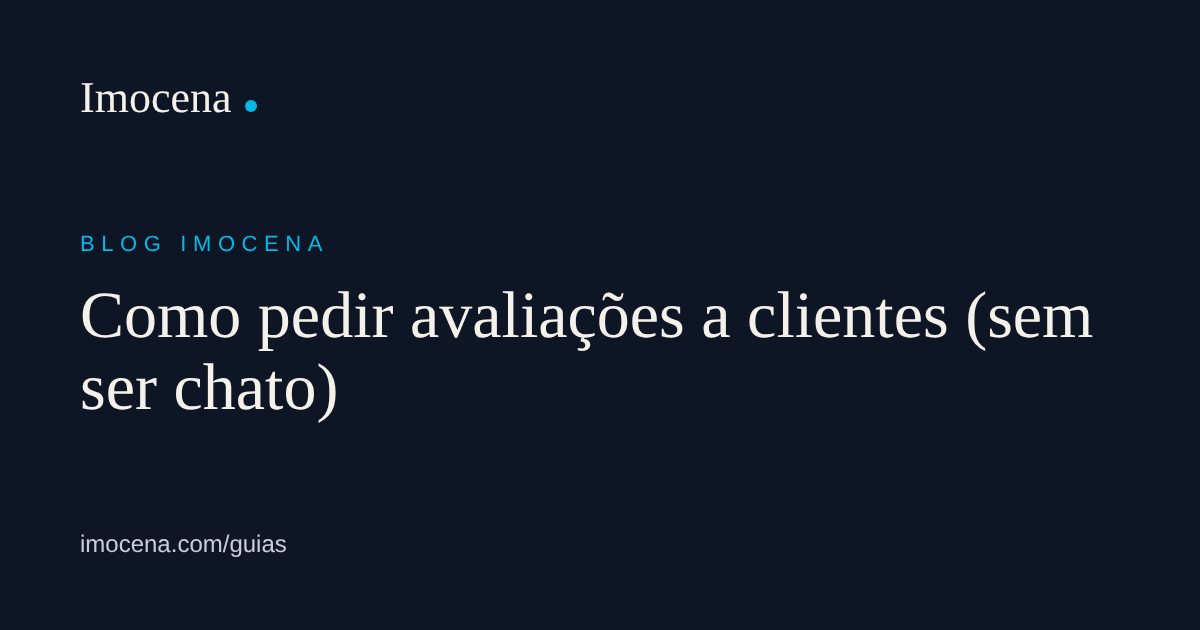 Imocena
BLOG IMOCENA
Como pedir avaliações a clientes (sem
ser chato)
imocena.com/guias